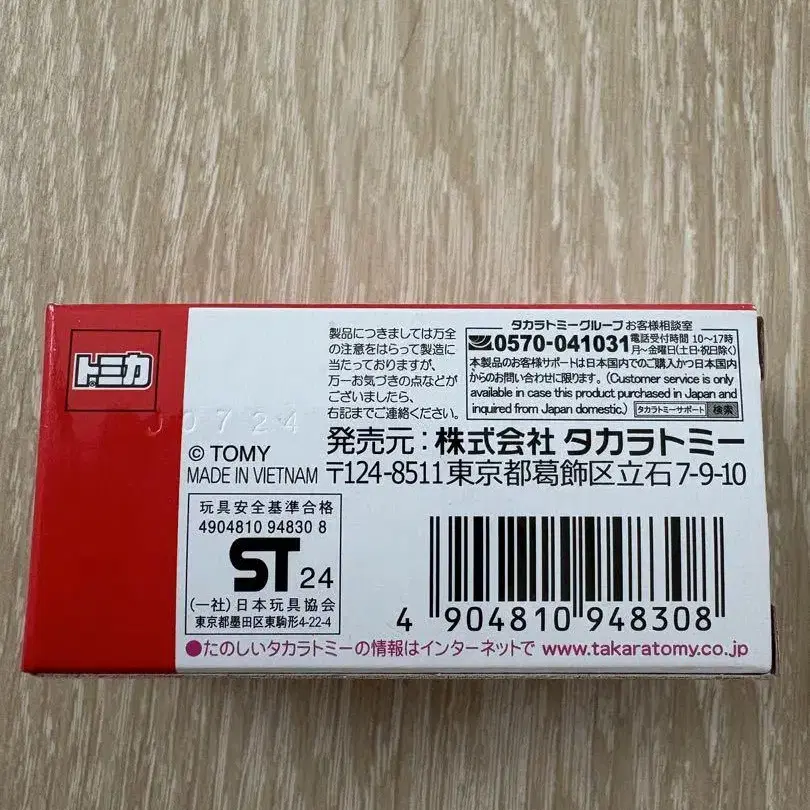 トミカ
®
J0724
© TOMY
MADE IN VIETNAM
製品につきましては万全
の注意をはらって製造に
当たっておりますが、
万一お気づきの点などが
ございましたら、
右記までご連絡ください。
タカラトミーグループ お客様相談室
0570-041031
電話受付時間 10〜17時
月〜金曜日(土日・祝日除く)
本製品のお客様サポートは日本国内でのご購入かつ日本国内
からのお問い合わせに限ります。(Customer service is only
available in case this product purchased in Japan and
inquired from Japan domestic.)
タカラトミーサポート 検索
発売元:株式会社 タカラトミー
〒124-8511 東京都葛飾区立石7-9-10
玩具安全基準合格
4904810 94830 8
ST 24
(一社)日本玩具協会
東京都墨田区東駒形4-22-4
4 904810 948308
●たのしいタカラトミーの情報はインターネットで www.takaratomy.co.jp